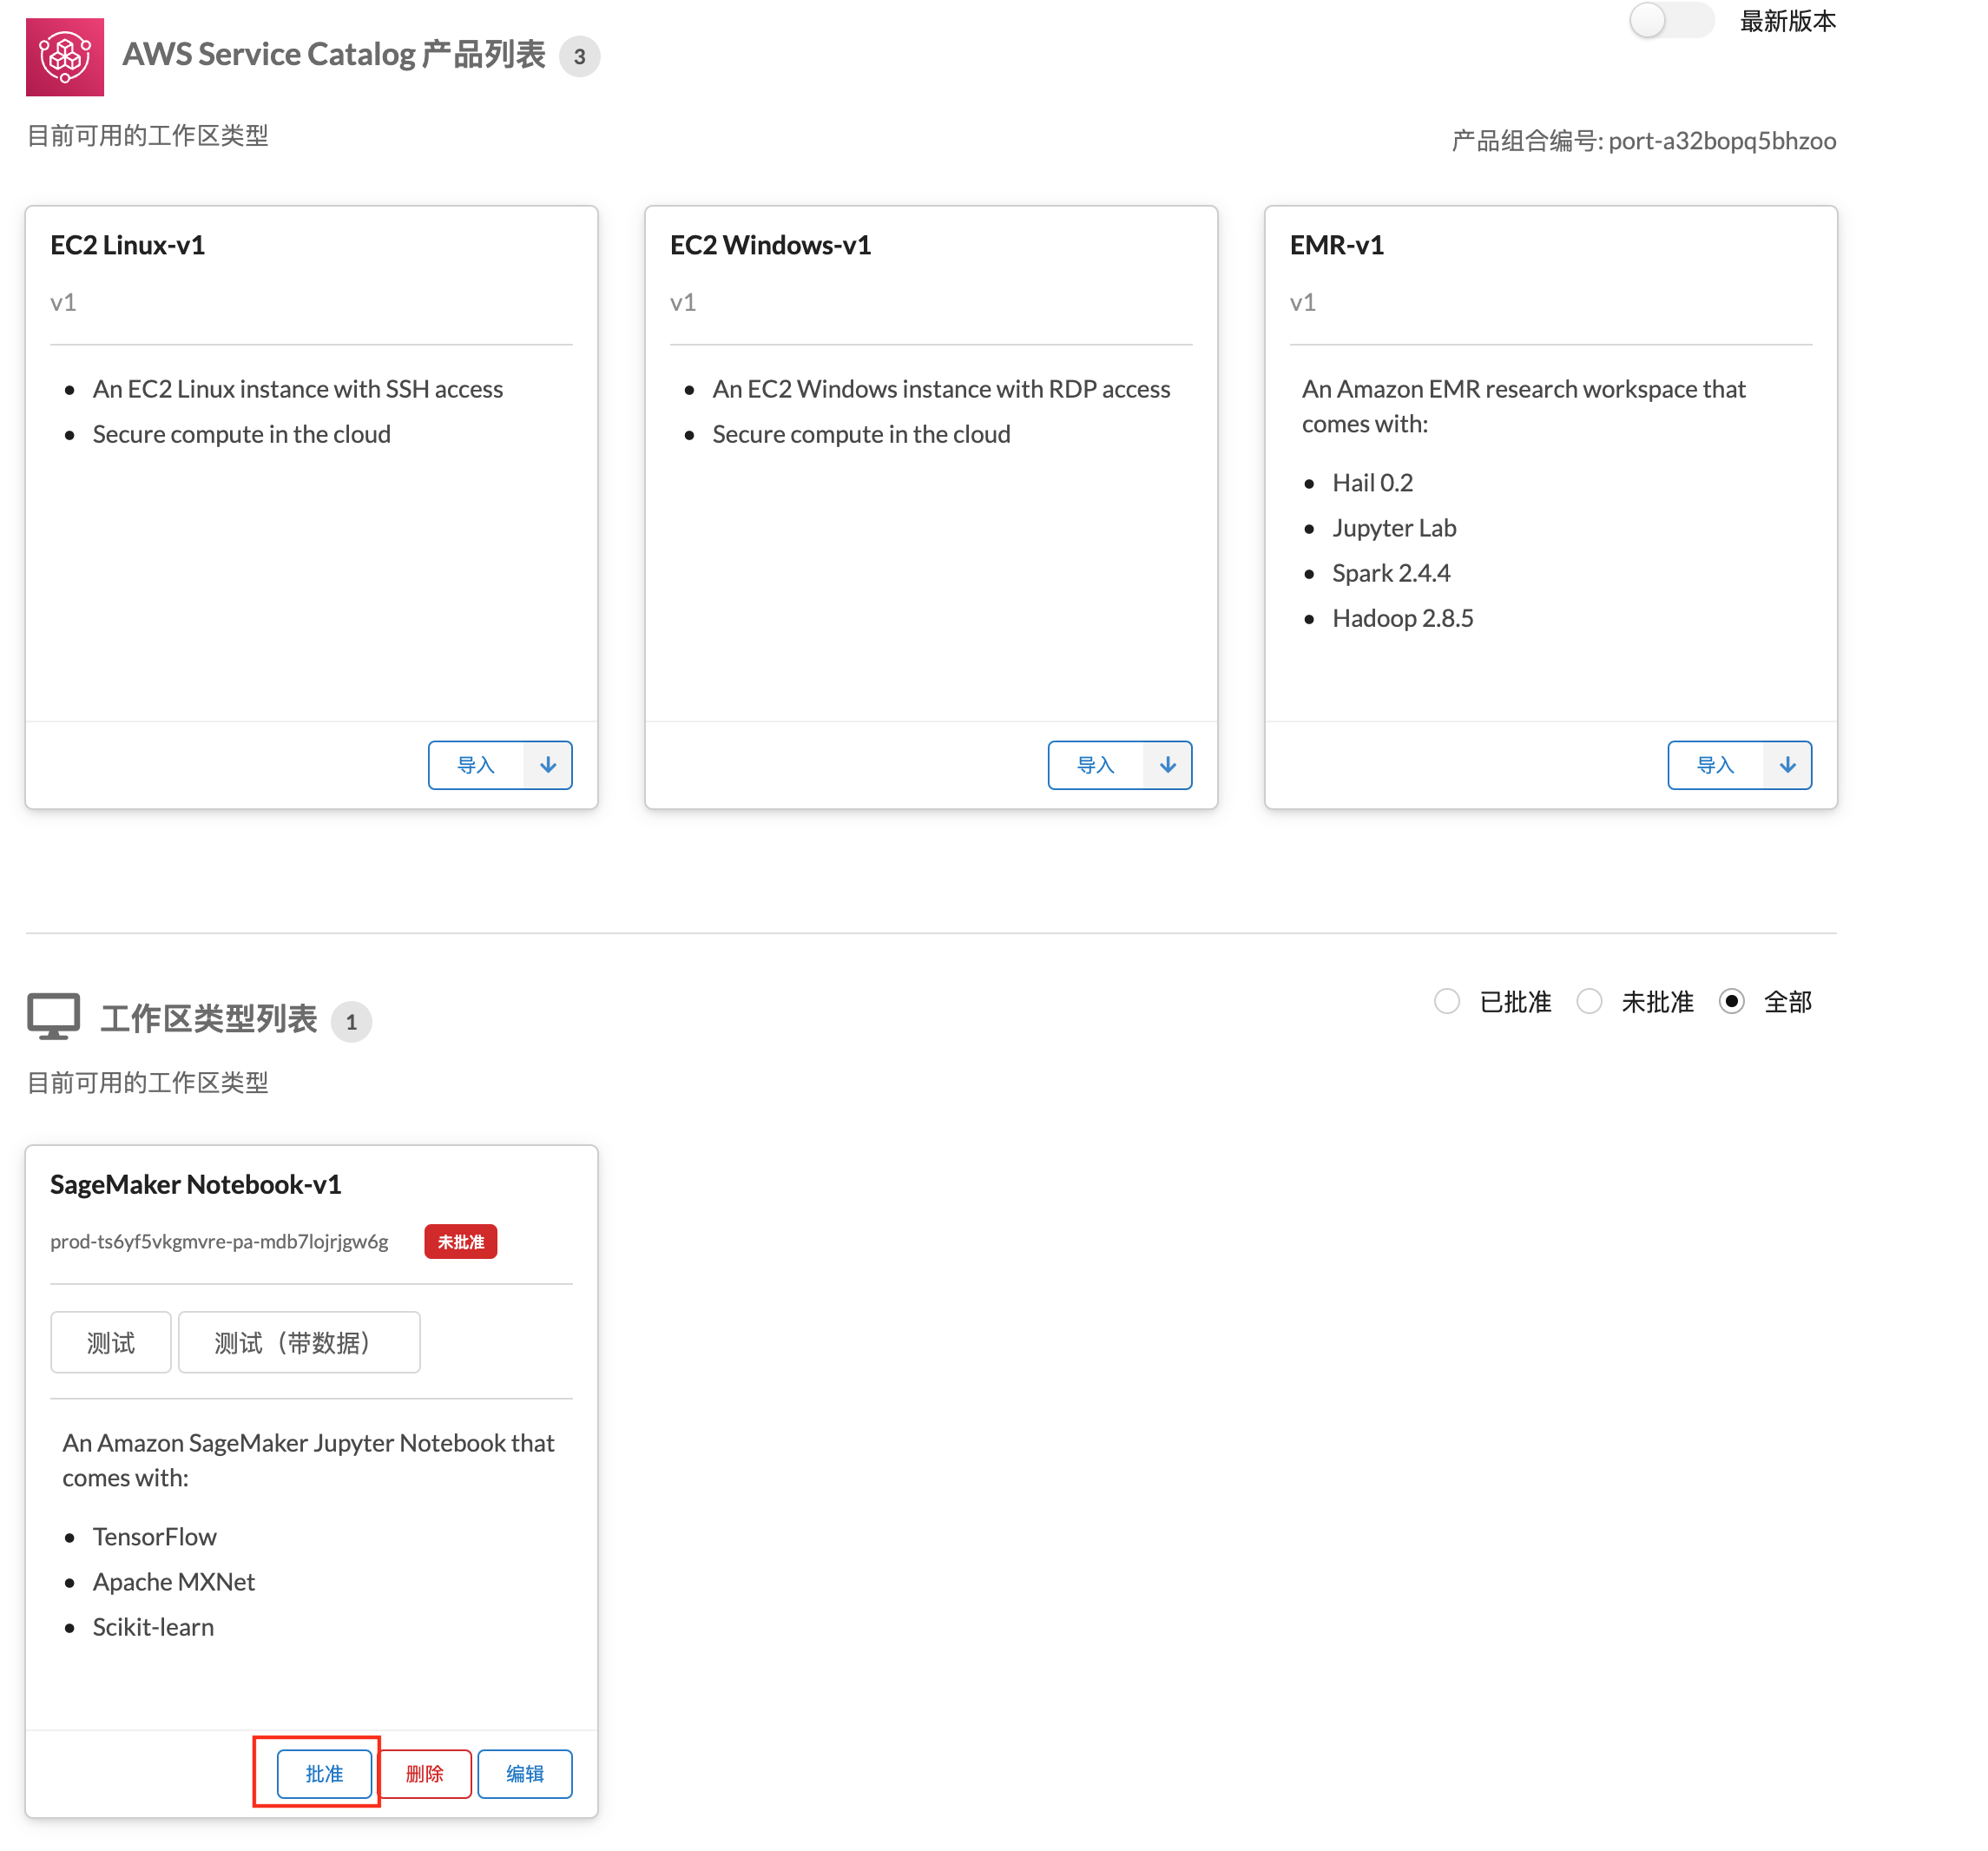 最新版本
AWS Service Catalog 产品列表 3
目前可用的工作区类型
产品组合编号: port-a32bopq5bhzoo
EC2 Linux-v1
v1
An EC2 Linux instance with SSH access
Secure compute in the cloud
导入
EC2 Windows-v1
v1
An EC2 Windows instance with RDP access
Secure compute in the cloud
导入
EMR-v1
v1
An Amazon EMR research workspace that
comes with:
Hail 0.2
Jupyter Lab
Spark 2.4.4
Hadoop 2.8.5
导入
工作区类型列表 1
已批准 未批准 全部
目前可用的工作区类型
SageMaker Notebook-v1
prod-ts6yf5vkgmvre-pa-mdb7lojrjgw6g 未批准
测试 测试（带数据）
An Amazon SageMaker Jupyter Notebook that
comes with:
TensorFlow
Apache MXNet
Scikit-learn
批准 删除 编辑